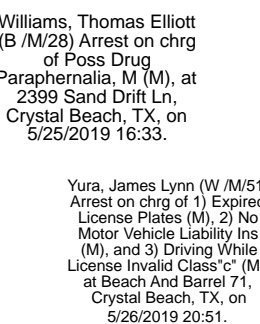 Williams, Thomas Elliott
(B /M/28) Arrest on chrg
of Poss Drug
Paraphernalia, M (M), at
2399 Sand Drift Ln,
Crystal Beach, TX, on
5/25/2019 16:33.
Yura, James Lynn (W /M/51
Arrest on chrg of 1) Expired
License Plates (M), 2) No
Motor Vehicle Liability Ins
(M), and 3) Driving While
License Invalid Class"c" (M
at Beach And Barrel 71,
Crystal Beach, TX, on
5/26/2019 20:51.